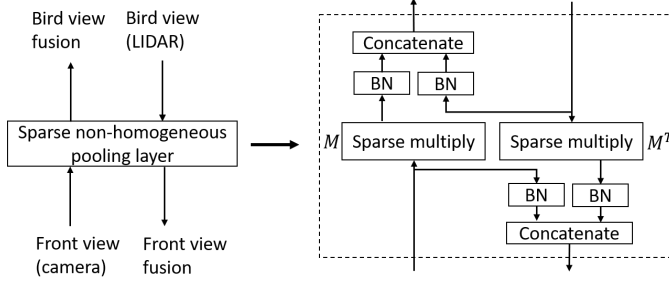 Bird view
fusion
Bird view
(LIDAR)
Sparse non-homogeneous
pooling layer
Front view
(camera)
Front view
fusion
Concatenate
BN
BN
M
Sparse multiply
Sparse multiply
M^T
BN
BN
Concatenate